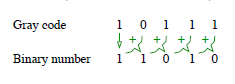 Gray code 1 0 1 1 1
+ + + +
Binary number 1 1 0 1 0